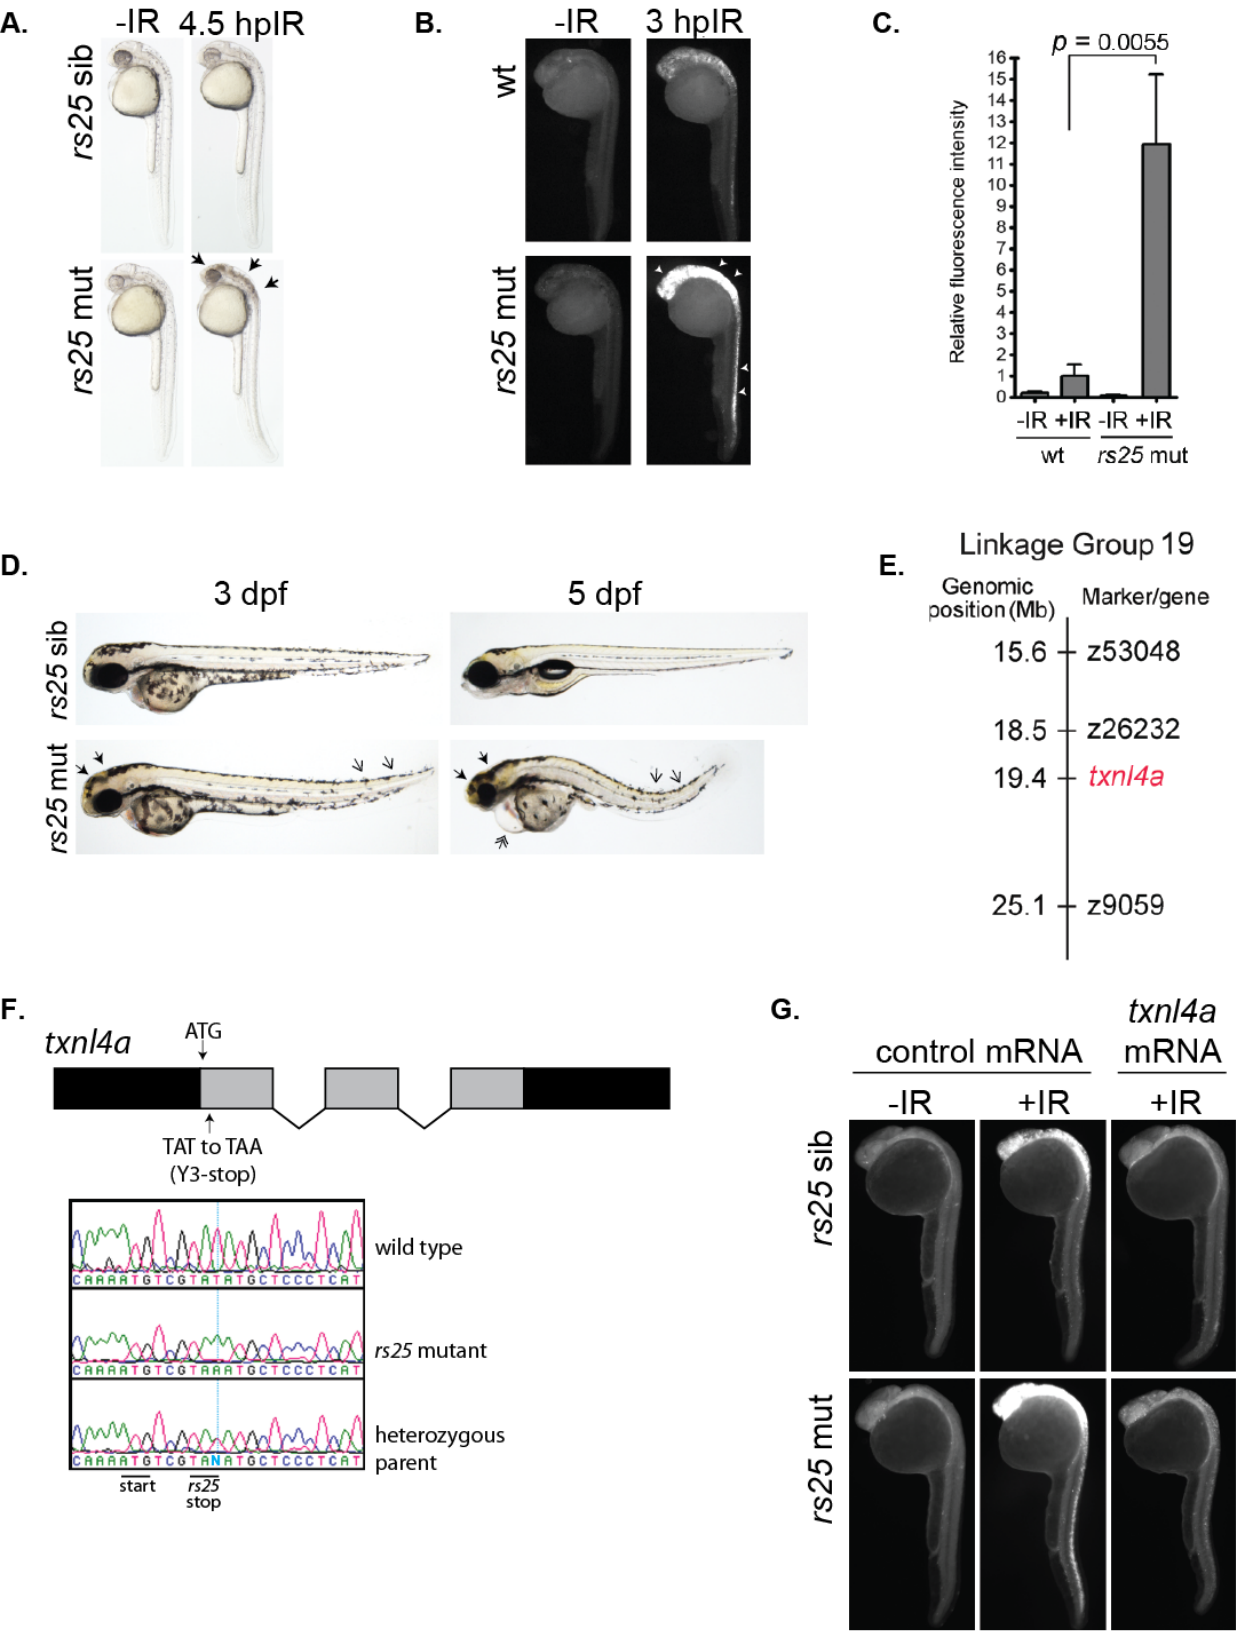 A.
-IR 4.5 hpIR
rs25 sib
rs25 mut
B.
-IR 3 hpIR
wt
rs25 mut
C.
p = 0.0055
Relative fluorescence intensity
16
15
14
13
12
11
10
9
8
7
6
5
4
3
2
1
0
-IR +IR -IR +IR
wt rs25 mut
D.
3 dpf 5 dpf
rs25 sib
rs25 mut
E.
Linkage Group 19
Genomic position (Mb) Marker/gene
15.6 z53048
18.5 z26232
19.4 txnl4a
25.1 z9059
F.
txnl4a
ATG
TAT to TAA
(Y3-stop)
CAAAATGTCGTATATGCTCCCTCAT
wild type
CAAAATGTCGTAAATGCTCCCTCAT
rs25 mutant
CAAAATGTCGTANATGCTCCCTCAT
heterozygous
parent
start rs25
stop
G.
control mRNA
txnl4a
mRNA
-IR +IR +IR
rs25 sib
rs25 mut